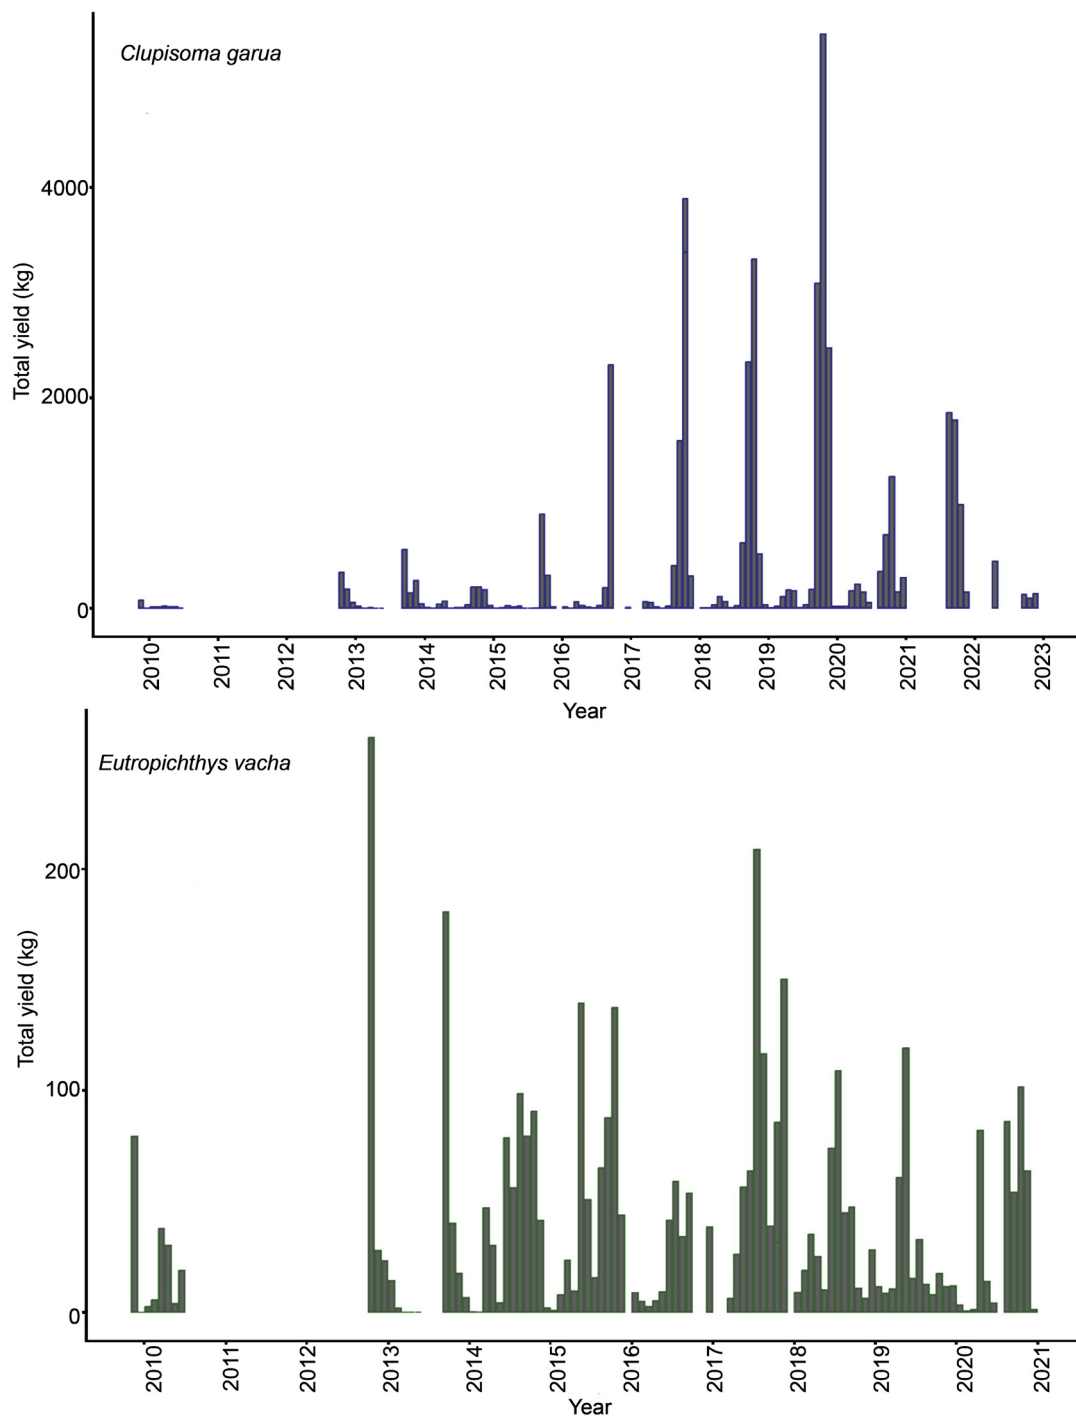 Clupisoma garua
Total yield (kg)
4000
2000
0
2010 2011 2012 2013 2014 2015 2016 2017 2018 2019 2020 2021 2022 2023
Year
Eutropichthys vacha
Total yield (kg)
200
100
0
2010 2011 2012 2013 2014 2015 2016 2017 2018 2019 2020 2021
Year